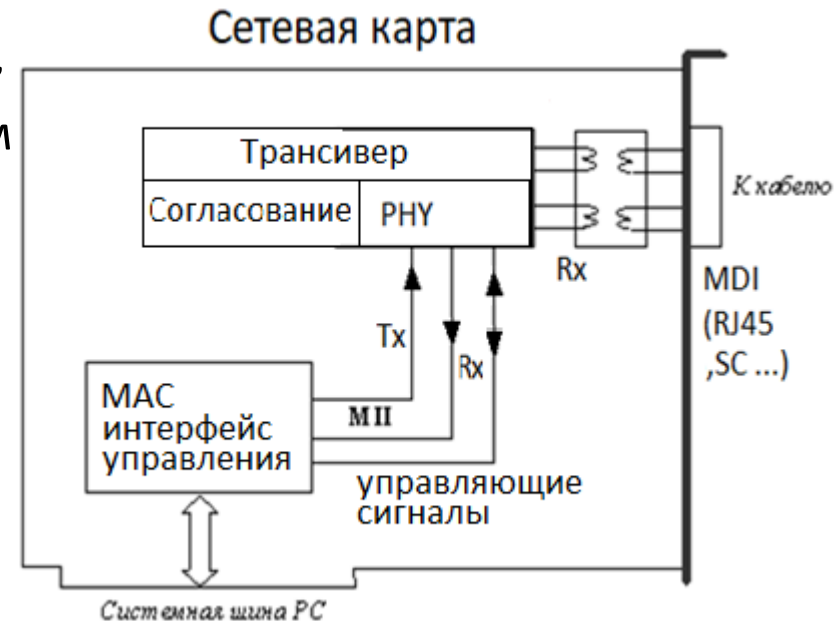 Сетевая карта
Трансивер
Согласование
PHY
К кабелю
Rx
MDI
(RJ45
,SC ...)
Tx
Rx
MII
MAC
интерфейс
управления
управляющие
сигналы
Системная шина PC